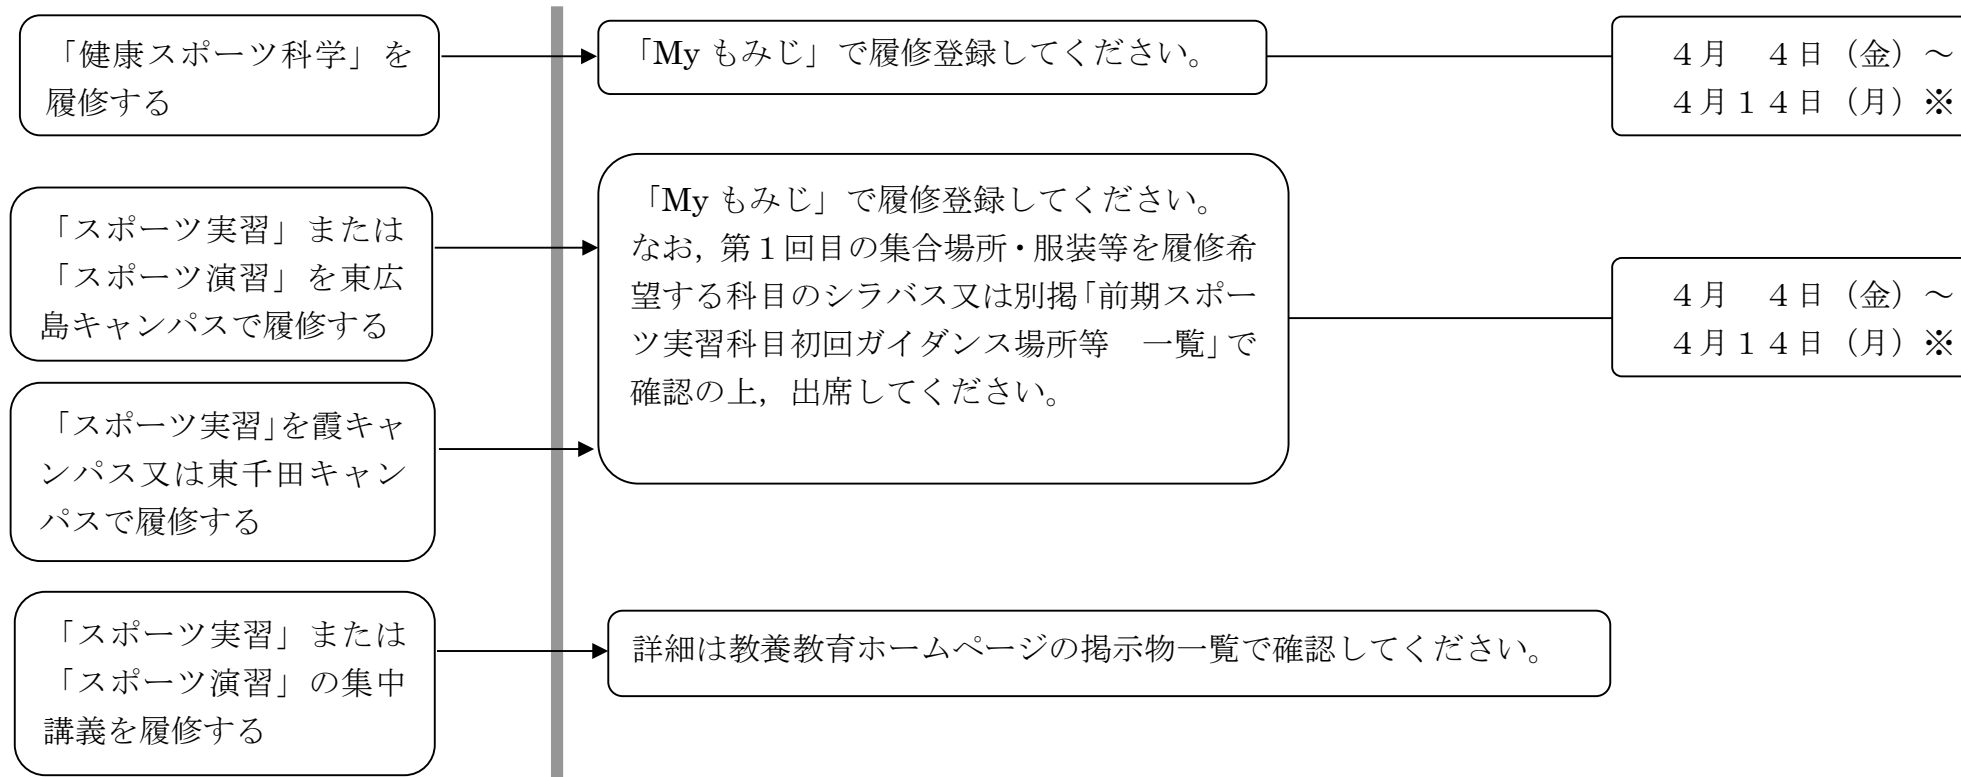 「健康スポーツ科学」を
履修する
「My もみじ」で履修登録してください。
４月　４日（金）～
４月１４日（月）※
「スポーツ実習」または
「スポーツ演習」を東広
島キャンパスで履修する
「My もみじ」で履修登録してください。
なお，第１回目の集合場所・服装等を履修希
望する科目のシラバス又は別掲「前期スポー
ツ実習科目初回ガイダンス場所等　一覧」で
確認の上，出席してください。
４月　４日（金）～
４月１４日（月）※
「スポーツ実習」を霞キャ
ンパス又は東千田キャン
パスで履修する
「スポーツ実習」または
「スポーツ演習」の集中
講義を履修する
詳細は教養教育ホームページの掲示物一覧で確認してください。